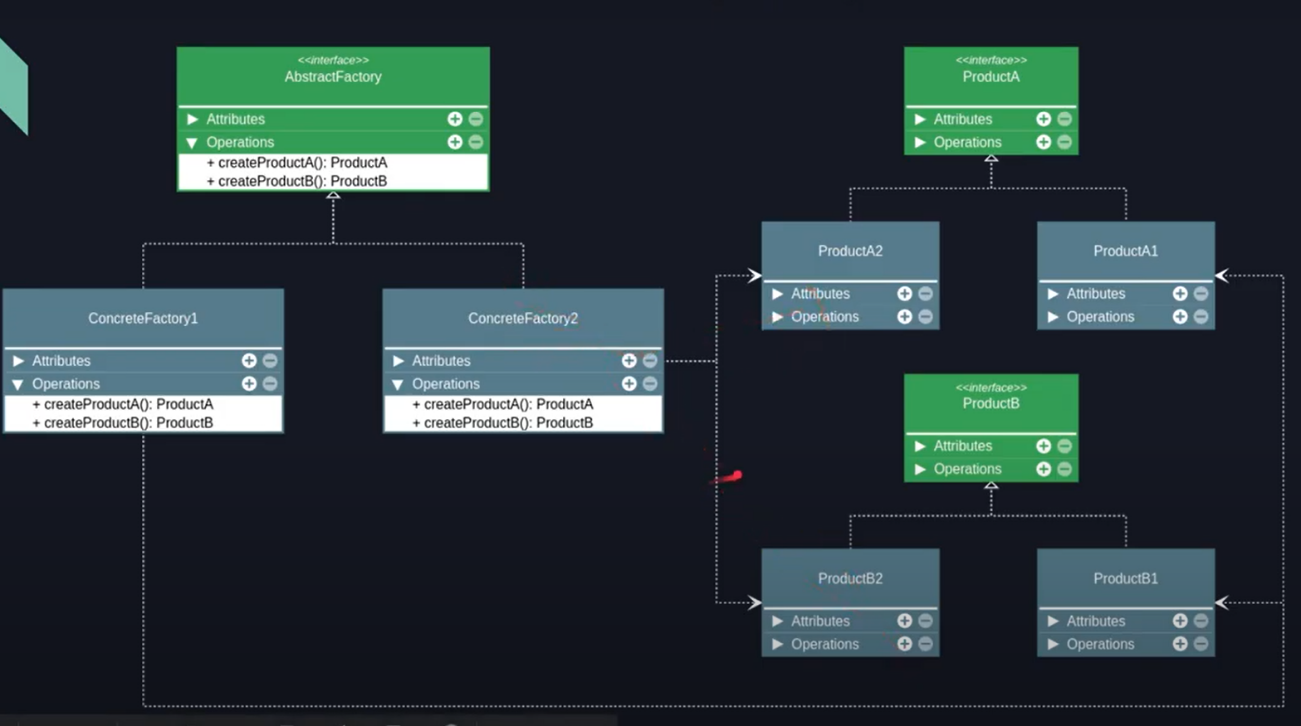 <<interface>>
AbstractFactory
Attributes
Operations
+ createProductA(): ProductA
+ createProductB(): ProductB
<<interface>>
ProductA
Attributes
Operations
ConcreteFactory1
Attributes
Operations
+ createProductA(): ProductA
+ createProductB(): ProductB
ConcreteFactory2
Attributes
Operations
+ createProductA(): ProductA
+ createProductB(): ProductB
ProductA2
Attributes
Operations
ProductA1
Attributes
Operations
<<interface>>
ProductB
Attributes
Operations
ProductB2
Attributes
Operations
ProductB1
Attributes
Operations